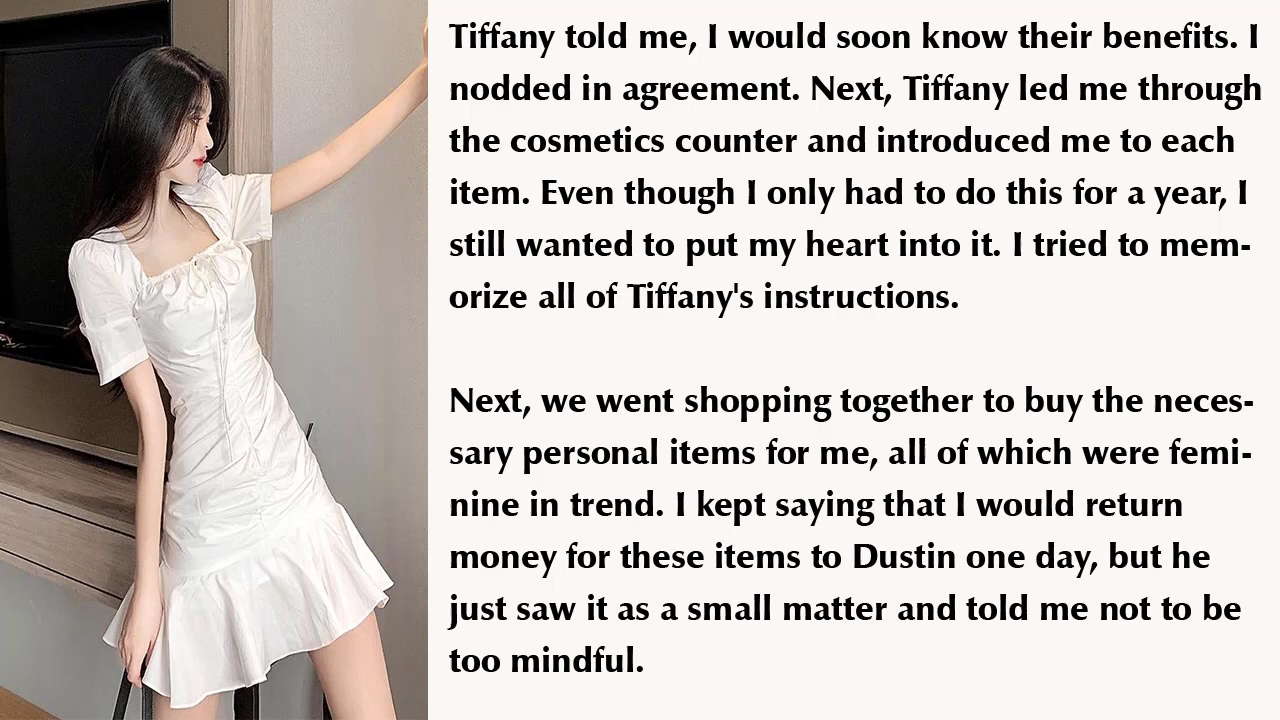 Tiffany told me, I would soon know their benefits. I
nodded in agreement. Next, Tiffany led me through
the cosmetics counter and introduced me to each
item. Even though I only had to do this for a year, I
still wanted to put my heart into it. I tried to mem-
orize all of Tiffany's instructions.
Next, we went shopping together to buy the neces-
sary personal items for me, all of which were femi-
nine in trend. I kept saying that I would return
money for these items to Dustin one day, but he
just saw it as a small matter and told me not to be
too mindful.